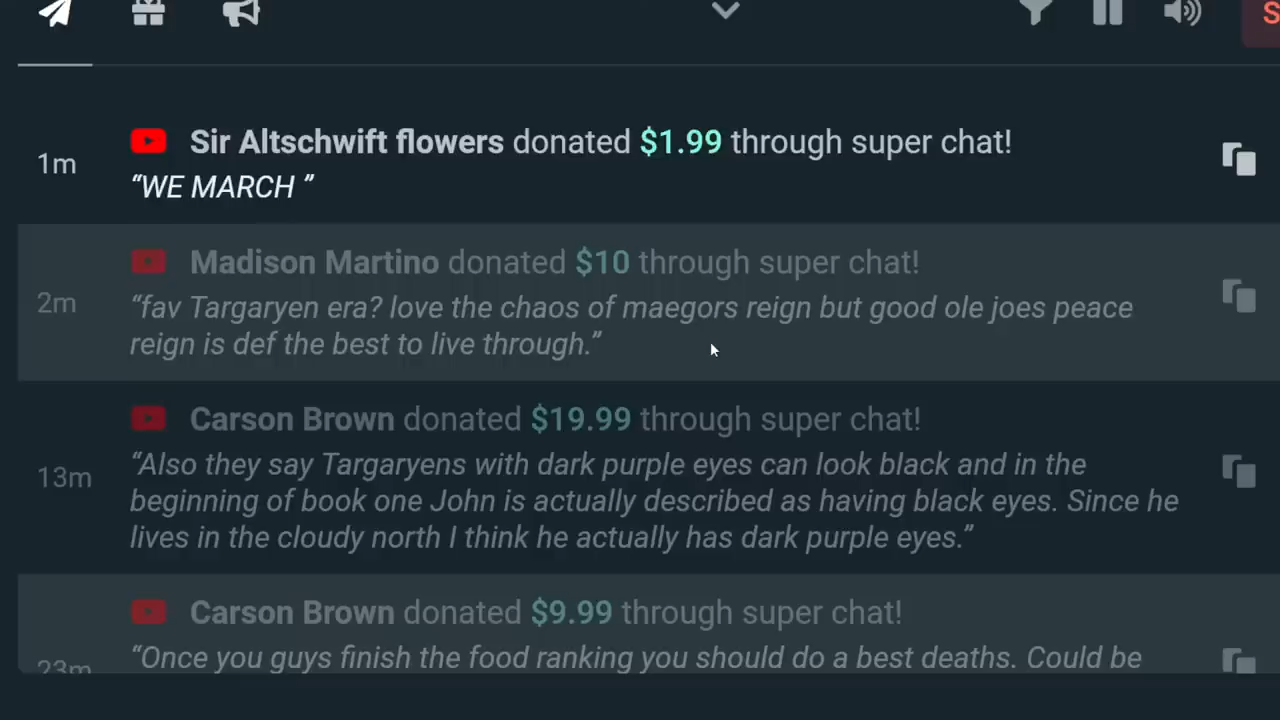 S
Sir Altschwift flowers donated $1.99 through super chat!
1m
“WE MARCH ”
Madison Martino donated $10 through super chat!
2m
“fav Targaryen era? love the chaos of maegors reign but good ole joes peace
reign is def the best to live through.”
Carson Brown donated $19.99 through super chat!
13m
“Also they say Targaryens with dark purple eyes can look black and in the
beginning of book one John is actually described as having black eyes. Since he
lives in the cloudy north I think he actually has dark purple eyes.”
Carson Brown donated $9.99 through super chat!
23m
“Once you guys finish the food ranking you should do a best deaths. Could be